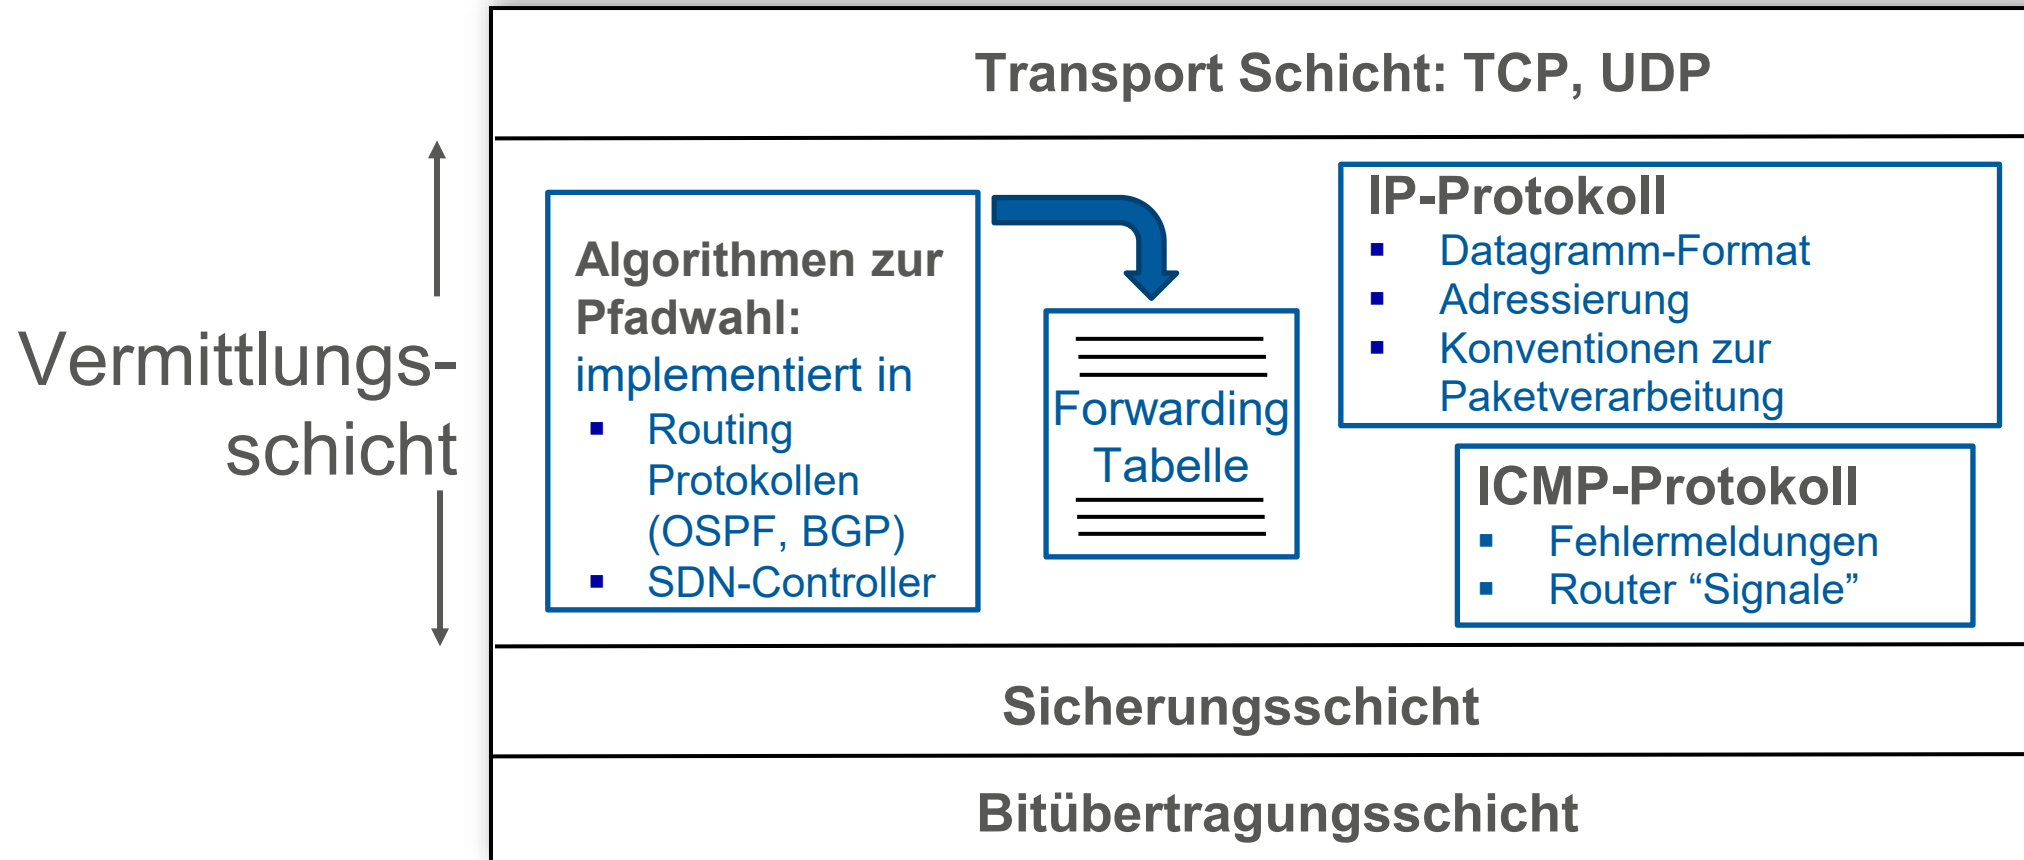 Transport Schicht: TCP, UDP
Vermittlungs-
schicht
Algorithmen zur
Pfadwahl:
implementiert in
▪ Routing
Protokollen
(OSPF, BGP)
▪ SDN-Controller
Forwarding
Tabelle
IP-Protokoll
▪ Datagramm-Format
▪ Adressierung
▪ Konventionen zur
Paketverarbeitung
ICMP-Protokoll
▪ Fehlermeldungen
▪ Router “Signale”
Sicherungsschicht
Bitübertragungsschicht